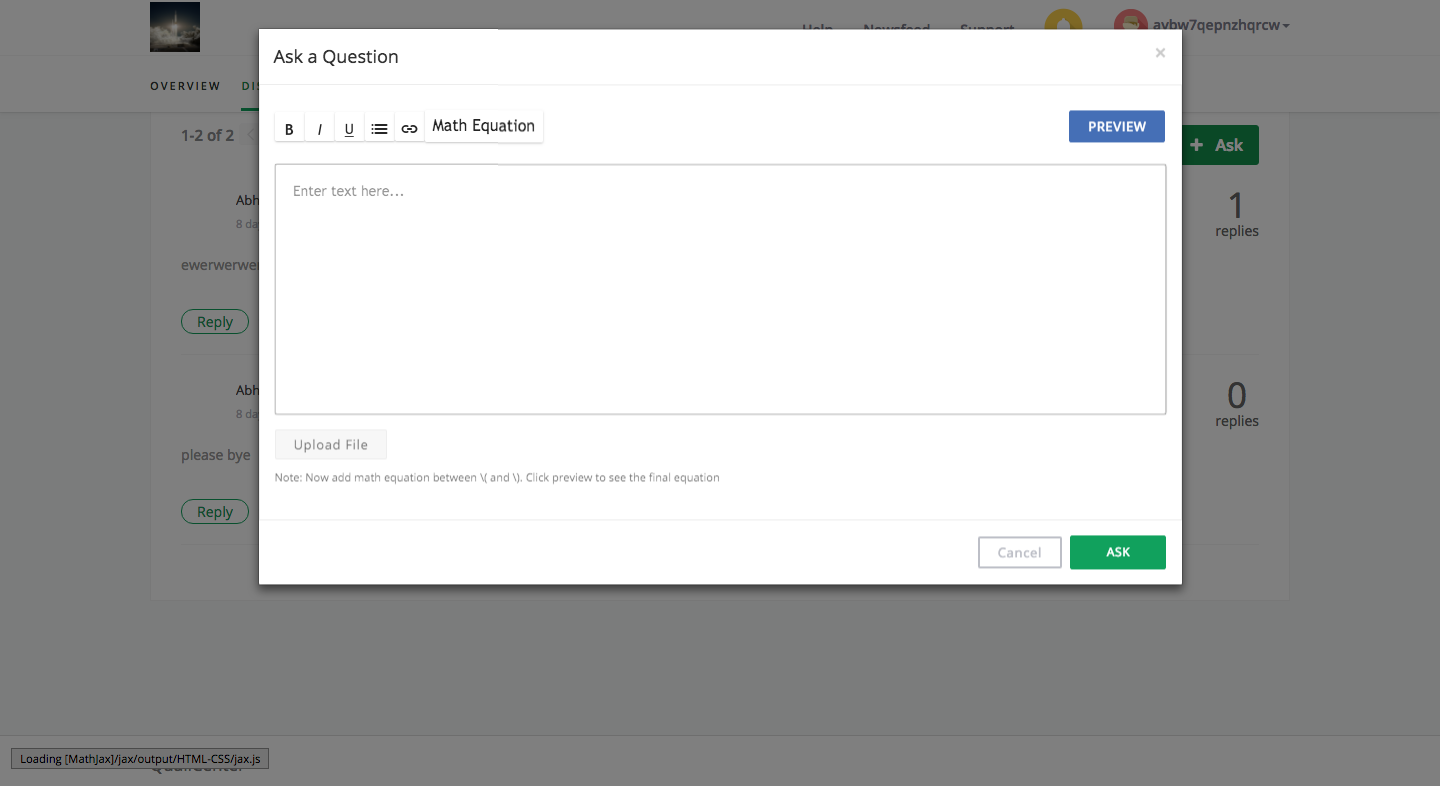 Help Newsfeed Support avbw7qepnzhqrcw
Ask a Question ×
OVERVIEW DIS
1-2 of 2
B I U Math Equation PREVIEW
+ Ask
Enter text here...
Abh
8 da
1
replies
ewerwerwe
Reply
Abh
8 da
0
replies
please bye
Upload File
Note: Now add math equation between \( and \). Click preview to see the final equation
Reply
Cancel ASK
Loading [MathJax]/jax/output/HTML-CSS/jax.js